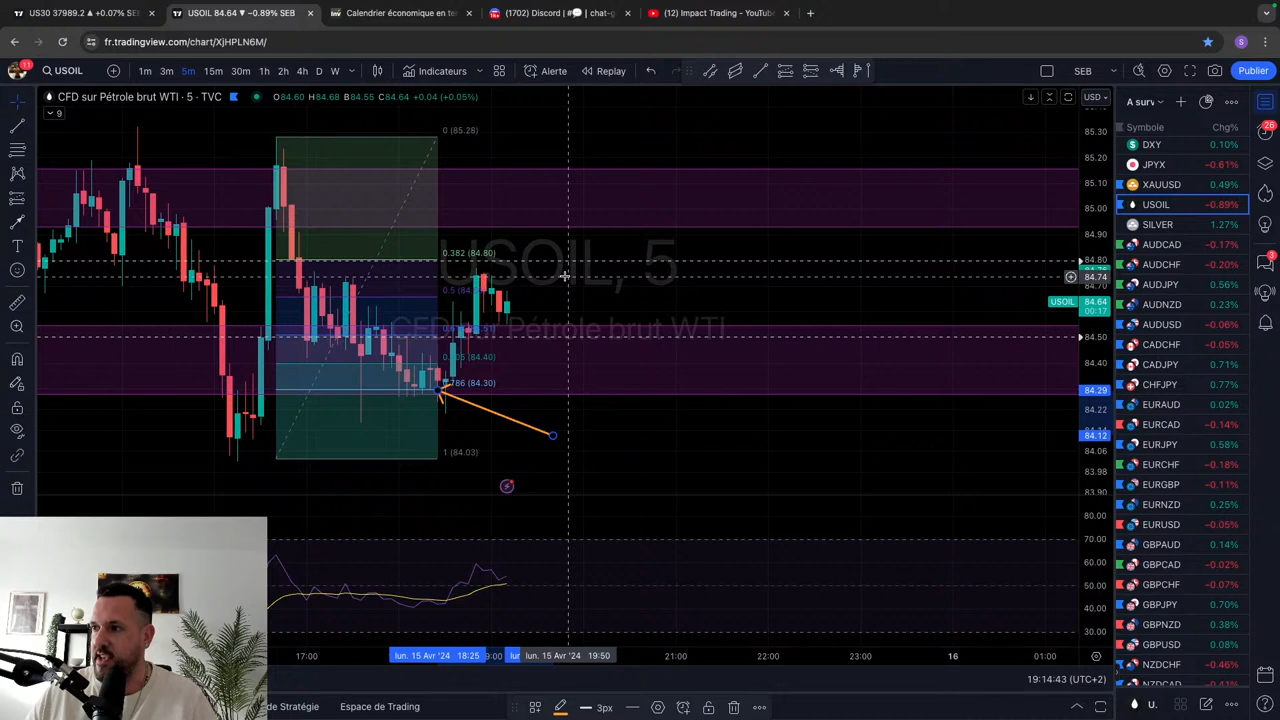 US30 37989.2 ▲ +0.07% SEB
USOIL 84.64 ▼ −0.89% SEB
Calendrier économique en te
(1702) Discord | #💬 | chat-g
(12) Impact Trading - YouTube
fr.tradingview.com/chart/XjHPLN6M/
S
11
USOIL
1m 3m 5m 15m 30m 1h 2h 4h D W
Indicateurs
Alerte
Replay
SEB
Publier
CFD sur Pétrole brut WTI · 5 · TVC
O84.60 H84.68 B84.55 C84.64 +0.04 (+0.05%)
9
USD
USOIL, 5
CFD sur Pétrole brut WTI
0 (85.28)
0.382 (84.80)
0.786 (84.30)
1 (84.03)
85.30
85.20
85.10
85.00
84.90
84.80
84.74
USOIL 84.64
00:17
84.50
84.40
84.29
84.22
84.12
84.06
83.98
83.90
80.00
70.00
60.00
50.00
40.00
30.00
17:00
lun. 15 Avr '24 18:25
lun. 15 Avr '24 19:50
21:00
22:00
23:00
16
01:00
19:14:43 (UTC+2)
de Stratégie
Espace de Trading
3px
A surv
26
3
Symbole Chg%
DXY 0.10%
JPYX −0.61%
XAUUSD 0.49%
USOIL −0.89%
SILVER 1.27%
AUDCAD −0.17%
AUDCHF −0.20%
AUDJPY 0.56%
AUDNZD 0.23%
AUDUSD −0.06%
CADCHF −0.05%
CADJPY 0.71%
CHFJPY 0.77%
EURAUD 0.02%
EURCAD −0.14%
EURJPY 0.58%
EURCHF −0.18%
EURGBP −0.11%
EURNZD 0.25%
EURUSD −0.05%
GBPAUD 0.14%
GBPCAD −0.02%
GBPCHF −0.07%
GBPJPY 0.70%
GBPNZD 0.38%
GBPUSD 0.08%
NZDCHF −0.46%
NZDCAD −0.41%
U.